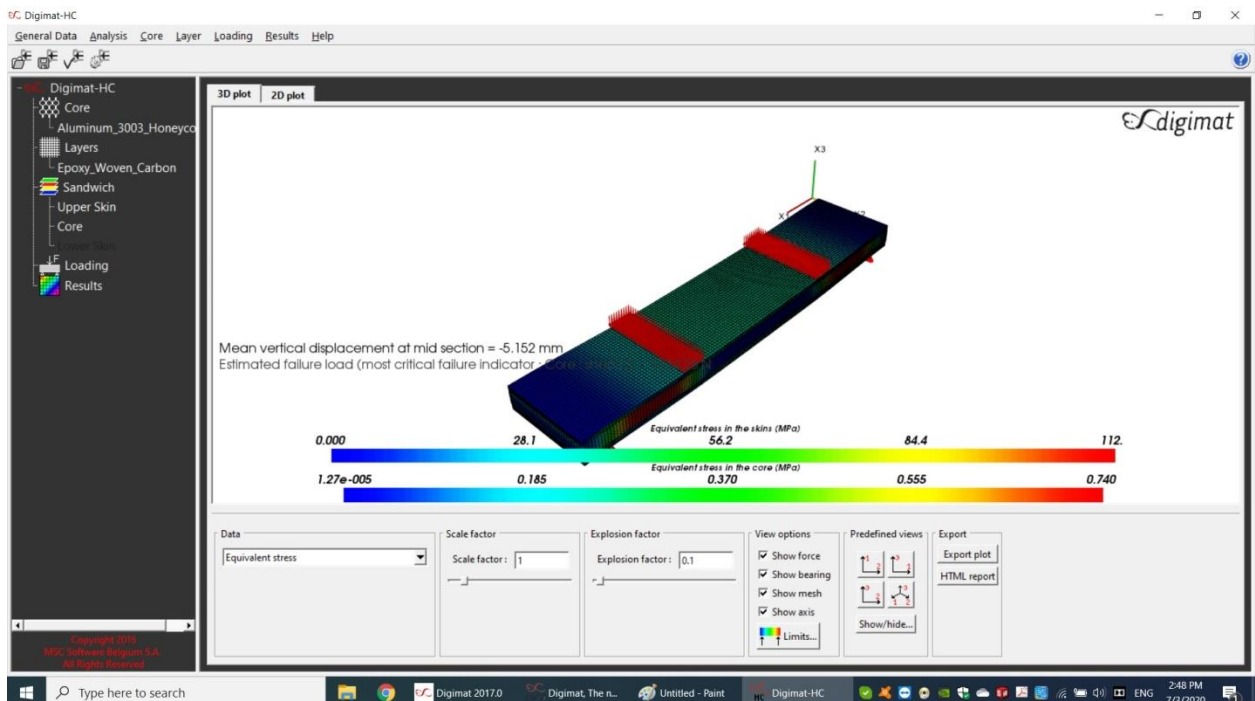 Digimat-HC
General Data Analysis Core Layer Loading Results Help
Digimat-HC
Core
Aluminum_3003_Honeyco
Layers
Epoxy_Woven_Carbon
Sandwich
Upper Skin
Core
Lower Skin
Loading
Results
Copyright 2016
MSC Software Belgium S.A.
All Rights Reserved
3D plot 2D plot
digimat
X3
Mean vertical displacement at mid section = -5.152 mm
Estimated failure load (most critical failure indicator : Core : N
Equivalent stress in the skins (MPa)
0.000 28.1 56.2 84.4 112.
Equivalent stress in the core (MPa)
1.27e-005 0.185 0.370 0.555 0.740
Data
Equivalent stress
Scale factor
Scale factor : 1
Explosion factor
Explosion factor : 0.1
View options
Show force
Show bearing
Show mesh
Show axis
Limits...
Predefined views
Show/hide...
Export
Export plot
HTML report
Type here to search
Digimat 2017.0
Digimat, The n...
Untitled - Paint
Digimat-HC
ENG
2:48 PM
7/3/2020